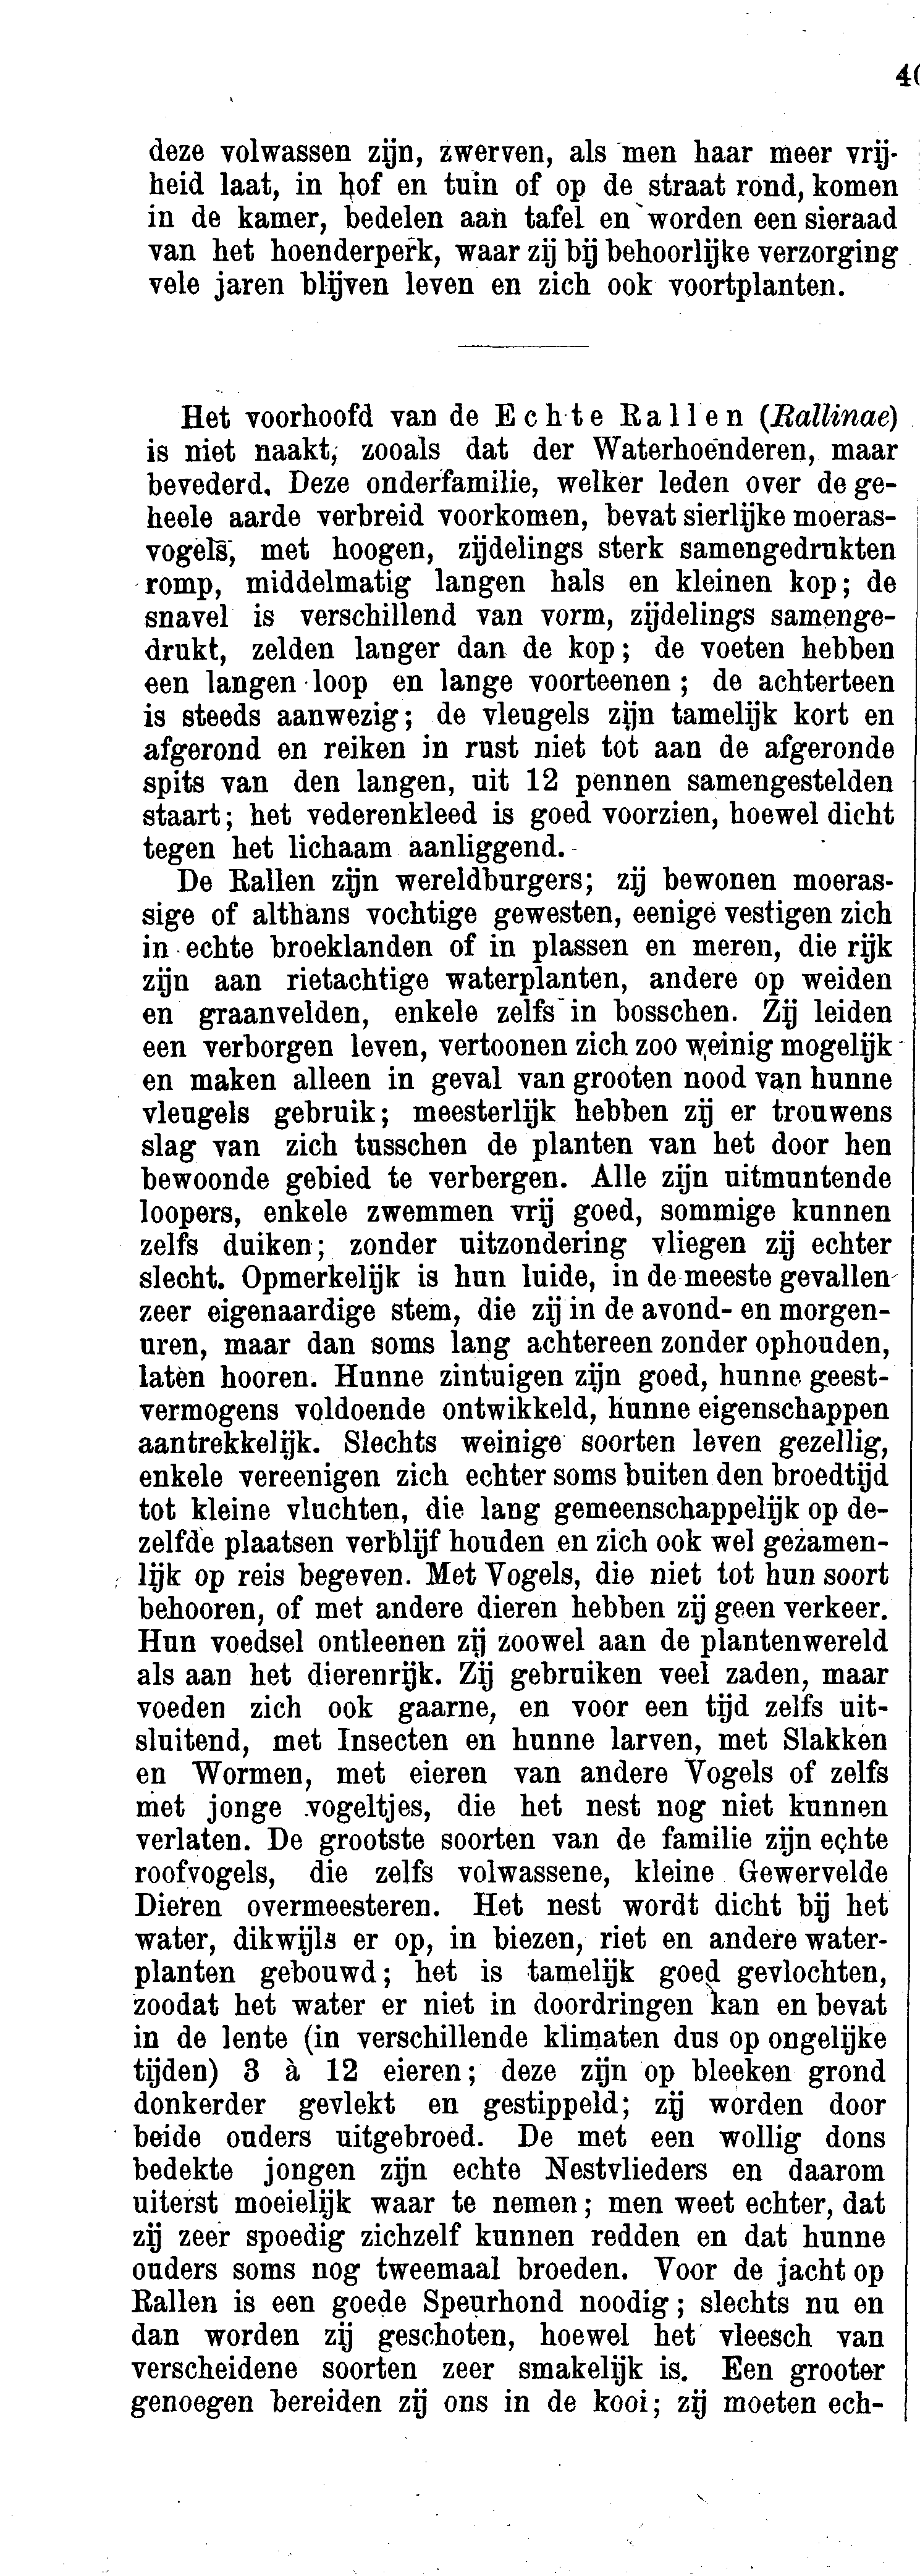 deze volwassen zijn, zwerven, als men haar meer vrij-
heid laat, in hof en tuin of op de straat rond, komen
in de kamer, bedelen aan tafel en worden een sieraad
van het hoenderperk, waar zij bij behoorlijke verzorging
vele jaren blijven leven en zich ook voortplanten.
Het voorhoofd van de Echte Rallen (Rallinae)
is niet naakt, zooals dat der Waterhoenderen, maar
bevederd. Deze onderfamilie, welker leden over de ge-
heele aarde verbreid voorkomen, bevat sierlijke moeras-
vogels, met hoogen, zijdelings sterk samengedrukten
romp, middelmatig langen hals en kleinen kop; de
snavel is verschillend van vorm, zijdelings samenge-
drukt, zelden langer dan de kop; de voeten hebben
een langen loop en lange voorteenen; de achterteen
is steeds aanwezig; de vleugels zijn tamelijk kort en
afgerond en reiken in rust niet tot aan de afgeronde
spits van den langen, uit 12 pennen samengestelden
staart; het vederenkleed is goed voorzien, hoewel dicht
tegen het lichaam aanliggend.
De Rallen zijn wereldburgers; zij bewonen moeras-
sige of althans vochtige gewesten, eenige vestigen zich
in echte broeklanden of in plassen en meren, die rijk
zijn aan rietachtige waterplanten, andere op weiden
en graanvelden, enkele zelfs in bosschen. Zij leiden
een verborgen leven, vertoonen zich zoo weinig mogelijk
en maken alleen in geval van grooten nood van hunne
vleugels gebruik; meesterlijk hebben zij er trouwens
slag van zich tusschen de planten van het door hen
bewoonde gebied te verbergen. Alle zijn uitmuntende
loopers, enkele zwemmen vrij goed, sommige kunnen
zelfs duiken; zonder uitzondering vliegen zij echter
slecht. Opmerkelijk is hun luide, in de meeste gevallen
zeer eigenaardige stem, die zij in de avond- en morgen-
uren, maar dan soms lang achtereen zonder ophouden,
laten hooren. Hunne zintuigen zijn goed, hunne geest-
vermogens voldoende ontwikkeld, hunne eigenschappen
aantrekkelijk. Slechts weinige soorten leven gezellig,
enkele vereenigen zich echter soms buiten den broedtijd
tot kleine vluchten, die lang gemeenschappelijk op de-
zelfde plaatsen verblijf houden en zich ook wel gezamen-
lijk op reis begeven. Met Vogels, die niet tot hun soort
behooren, of met andere dieren hebben zij geen verkeer.
Hun voedsel ontleenen zij zoowel aan de plantenwereld
als aan het dierenrijk. Zij gebruiken veel zaden, maar
voeden zich ook gaarne, en voor een tijd zelfs uit-
sluitend, met Insecten en hunne larven, met Slakken
en Wormen, met eieren van andere Vogels of zelfs
met jonge vogeltjes, die het nest nog niet kunnen
verlaten. De grootste soorten van de familie zijn echte
roofvogels, die zelfs volwassene, kleine Gewervelde
Dieren overmeesteren. Het nest wordt dicht bij het
water, dikwijls er op, in biezen, riet en andere water-
planten gebouwd; het is tamelijk goed gevlochten,
zoodat het water er niet in doordringen kan en bevat
in de lente (in verschillende klimaten dus op ongelijke
tijden) 3 à 12 eieren; deze zijn op bleeken grond
donkerder gevlekt en gestippeld; zij worden door
beide ouders uitgebroed. De met een wollig dons
bedekte jongen zijn echte Nestvlieders en daarom
uiterst moeielijk waar te nemen; men weet echter, dat
zij zeer spoedig zichzelf kunnen redden en dat hunne
ouders soms nog tweemaal broeden. Voor de jacht op
Rallen is een goede Speurhond noodig; slechts nu en
dan worden zij geschoten, hoewel het vleesch van
verscheidene soorten zeer smakelijk is. Een grooter
genoegen bereiden zij ons in de kooi; zij moeten ech-